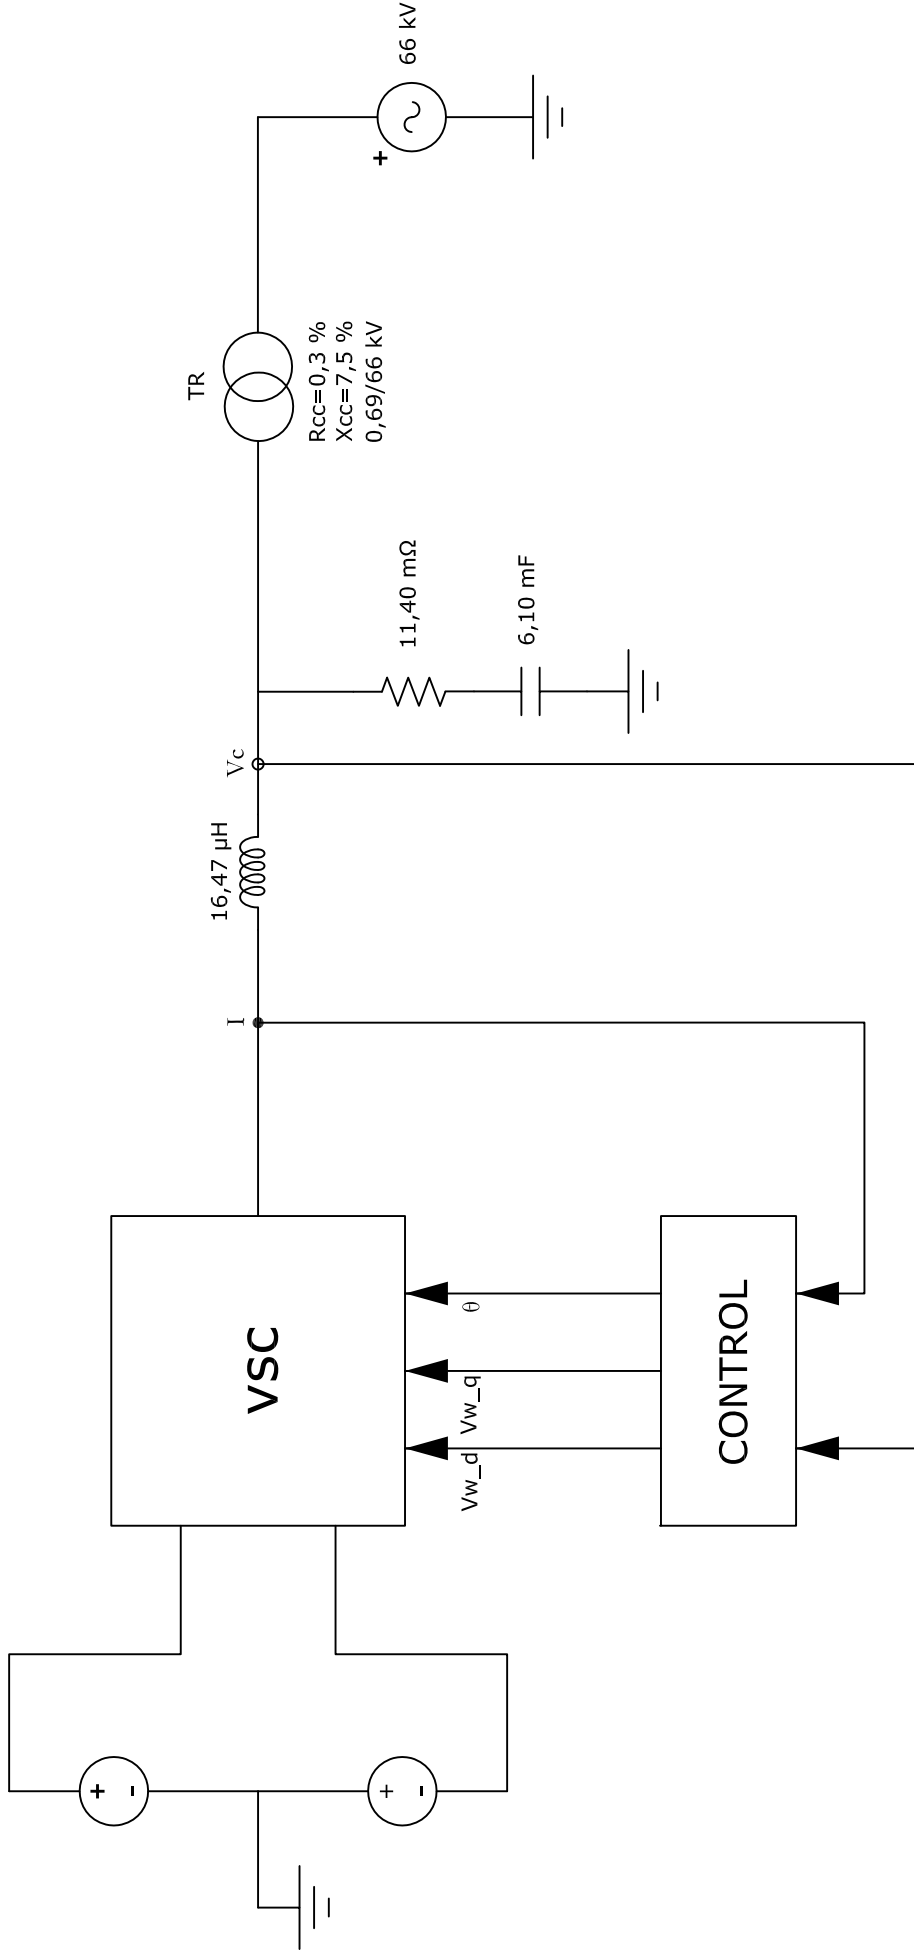 VSC
CONTROL
Vw_d
Vw_q
θ
I
16,47 μH
Vc
11,40 mΩ
6,10 mF
TR
Rcc=0,3 %
Xcc=7,5 %
0,69/66 kV
66 kV
+
-
+
-
+